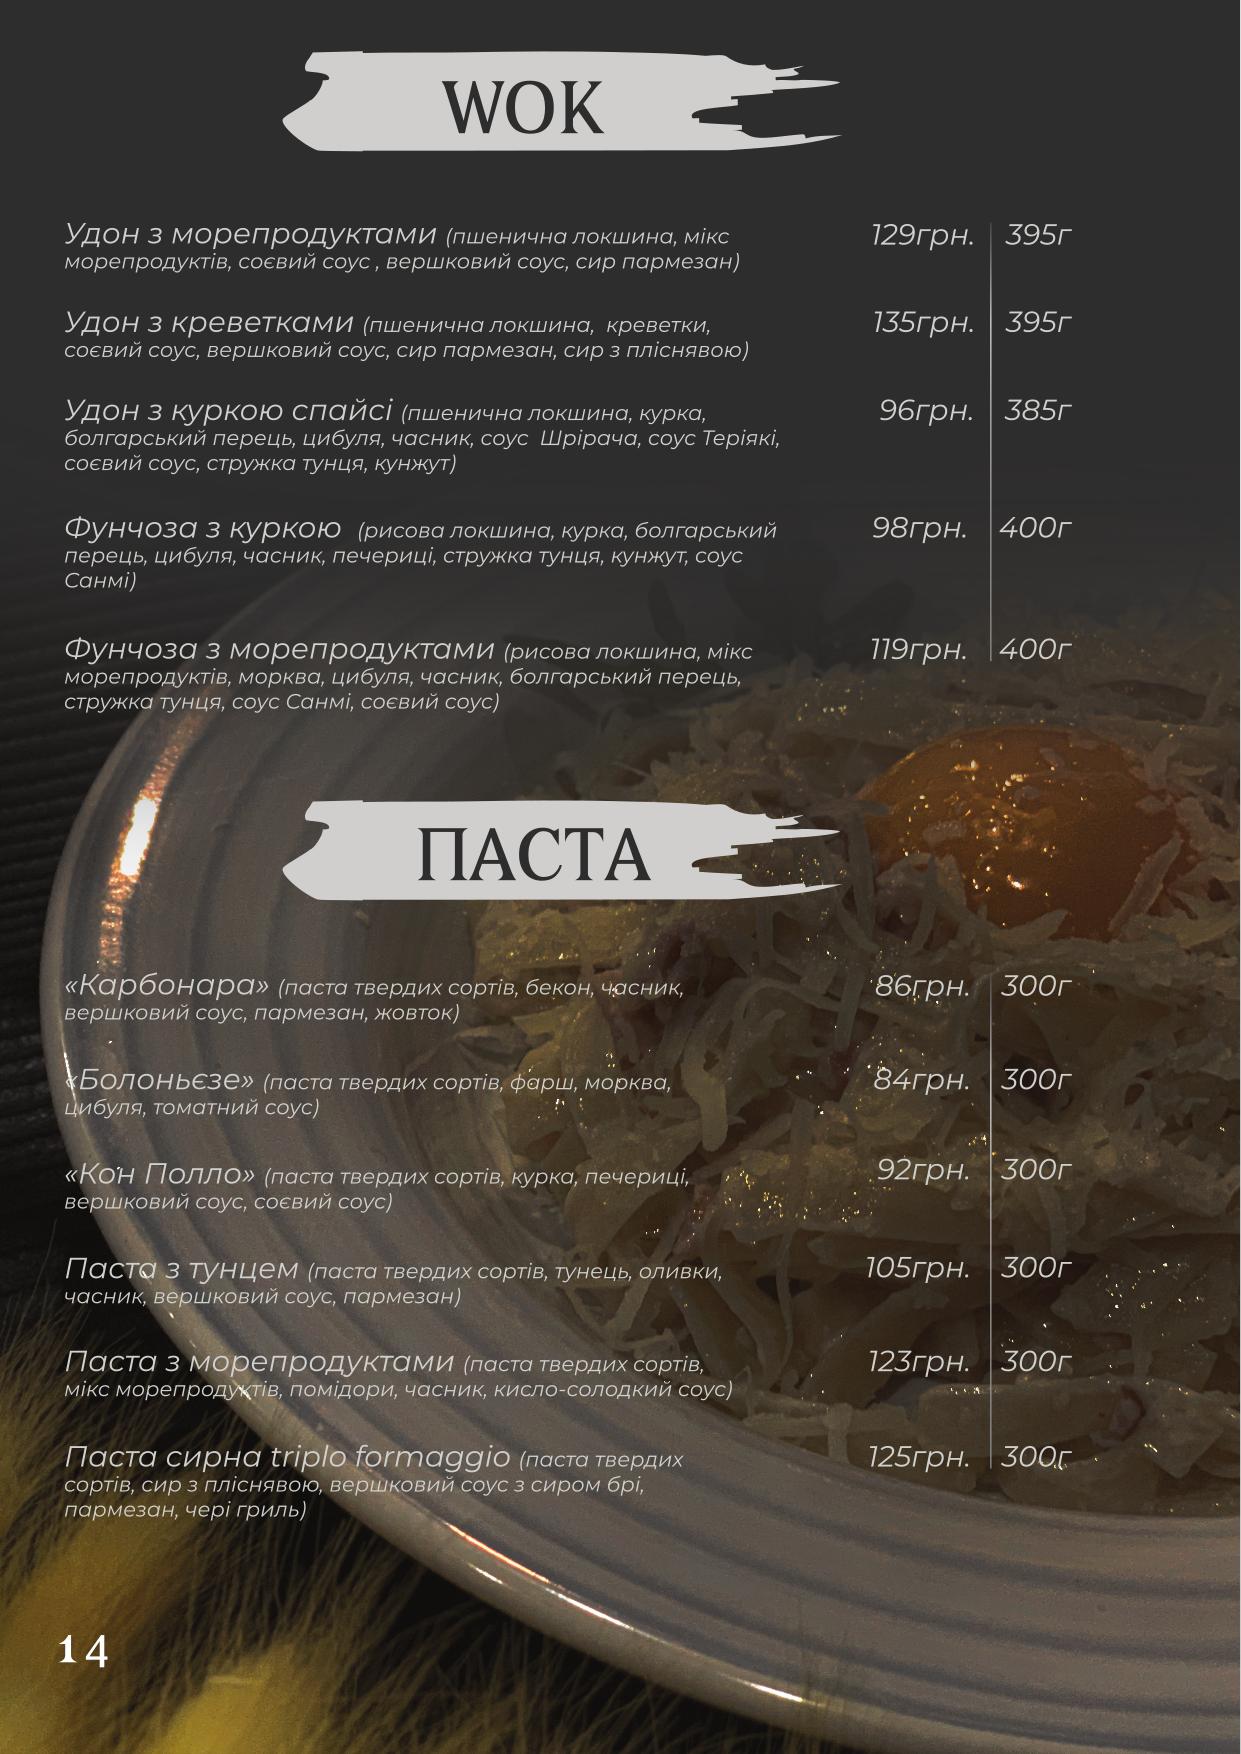 WOK
Удон з морепродуктами (пшенична локшина, мікс 129грн. 395г
морепродуктів, соєвий соус , вершковий соус, сир пармезан)
Удон з креветками (пшенична локшина, креветки, 135грн. 395г
соєвий соус, вершковий соус, сир пармезан, сир з пліснявою)
Удон з куркою спайсі (пшенична локшина, курка, 96грн. 385г
болгарський перець, цибуля, часник, соус Шрірача, соус Теріякі,
соєвий соус, стружка тунця, кунжут)
Фунчоза з куркою (рисова локшина, курка, болгарський 98грн. 400г
перець, цибуля, часник, печериці, стружка тунця, кунжут, соус
Санмі)
Фунчоза з морепродуктами (рисова локшина, мікс 119грн. 400г
морепродуктів, морква, цибуля, часник, болгарський перець,
стружка тунця, соус Санмі, соєвий соус)
ПАСТА
«Карбонара» (паста твердих сортів, бекон, часник, 86грн. 300г
вершковий соус, пармезан, жовток)
«Болоньєзе» (паста твердих сортів, фарш, морква, 84грн. 300г
цибуля, томатний соус)
«Кон Полло» (паста твердих сортів, курка, печериці, 92грн. 300г
вершковий соус, соєвий соус)
Паста з тунцем (паста твердих сортів, тунець, оливки, 105грн. 300г
часник, вершковий соус, пармезан)
Паста з морепродуктами (паста твердих сортів, 123грн. 300г
мікс морепродуктів, помідори, часник, кисло-солодкий соус)
Паста сирна triplo formaggio (паста твердих 125грн. 300г
сортів, сир з пліснявою, вершковий соус з сиром брі,
пармезан, чері гриль)
14